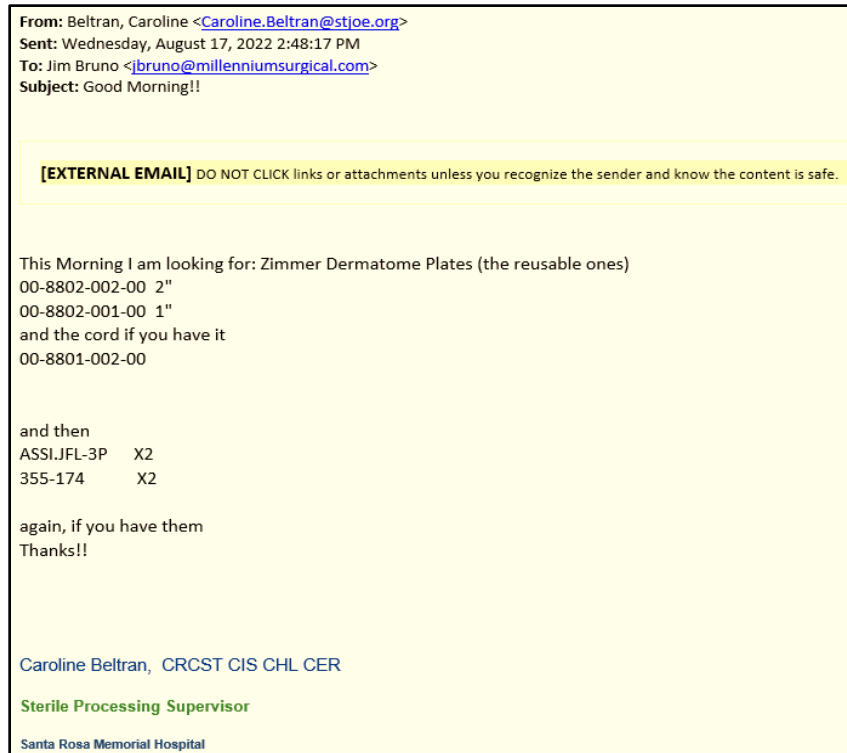 From: Beltran, Caroline <Caroline.Beltran@stjoe.org>
Sent: Wednesday, August 17, 2022 2:48:17 PM
To: Jim Bruno <jbruno@millenniumsurgical.com>
Subject: Good Morning!!
[EXTERNAL EMAIL] DO NOT CLICK links or attachments unless you recognize the sender and know the content is safe.
This Morning I am looking for: Zimmer Dermatome Plates (the reusable ones)
00-8802-002-00 2"
00-8802-001-00 1"
and the cord if you have it
00-8801-002-00
and then
ASSI.JFL-3P X2
355-174 X2
again, if you have them
Thanks!!
Caroline Beltran, CRCST CIS CHL CER
Sterile Processing Supervisor
Santa Rosa Memorial Hospital